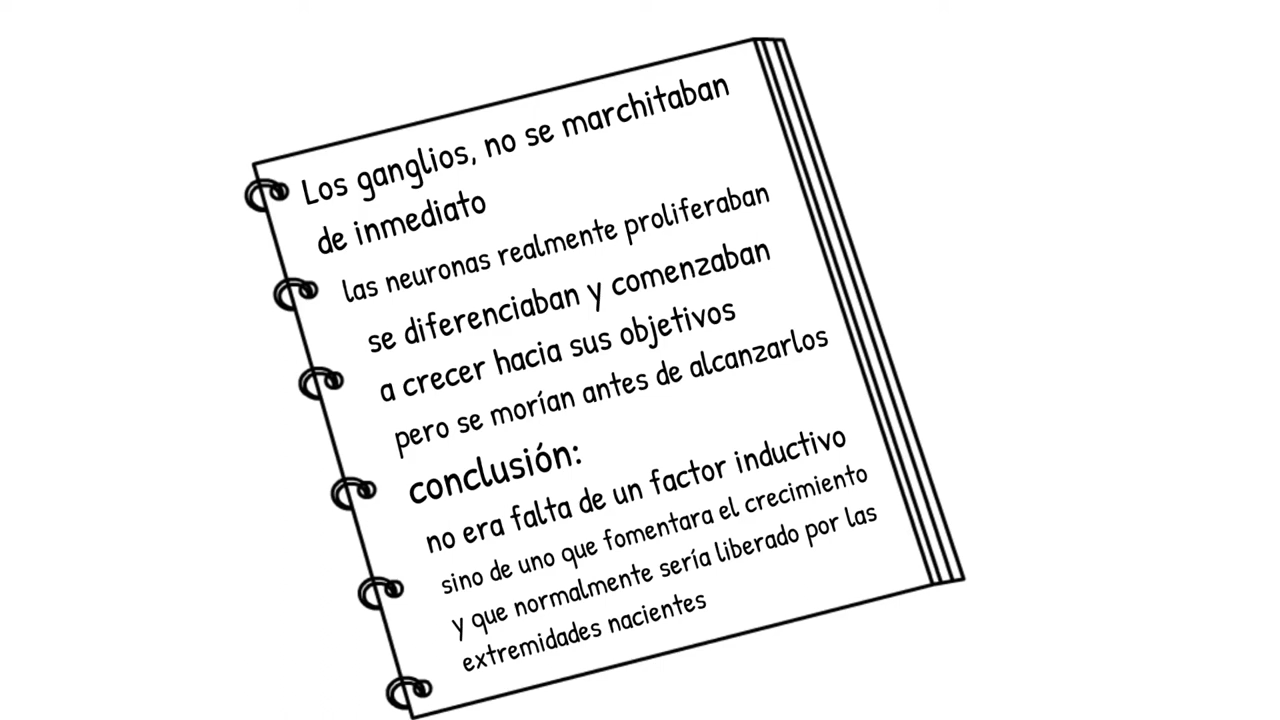 Los ganglios, no se marchitaban
de inmediato
las neuronas realmente proliferaban
se diferenciaban y comenzaban
a crecer hacia sus objetivos
pero se morían antes de alcanzarlos
conclusión:
no era falta de un factor inductivo
sino de uno que fomentara el crecimiento
y que normalmente sería liberado por las
extremidades nacientes